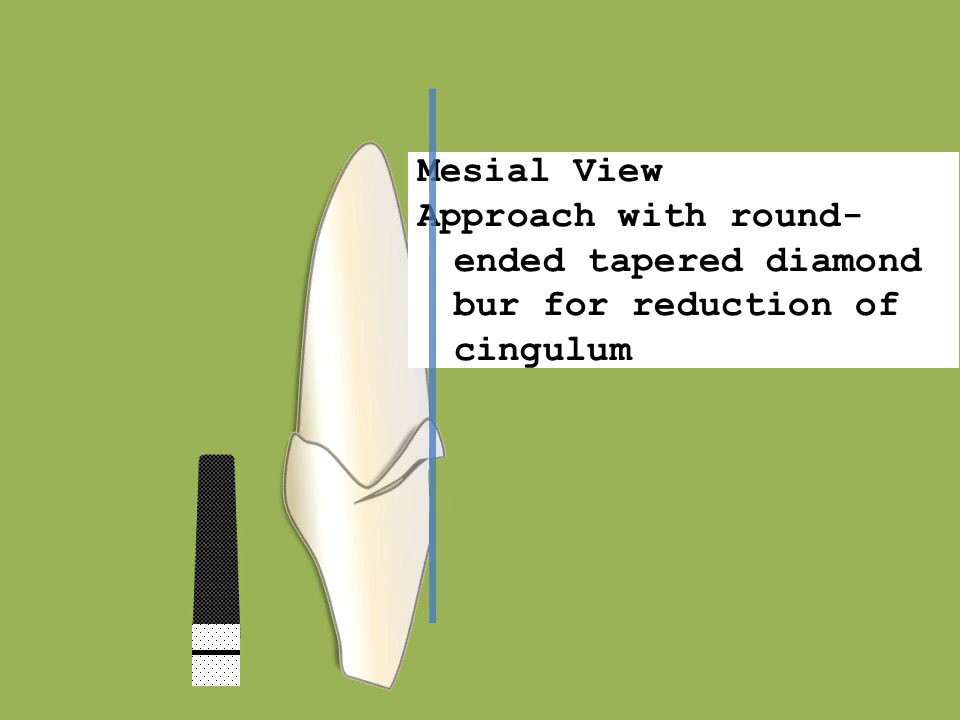 Mesial View
Approach with round-
ended tapered diamond
bur for reduction of
cingulum